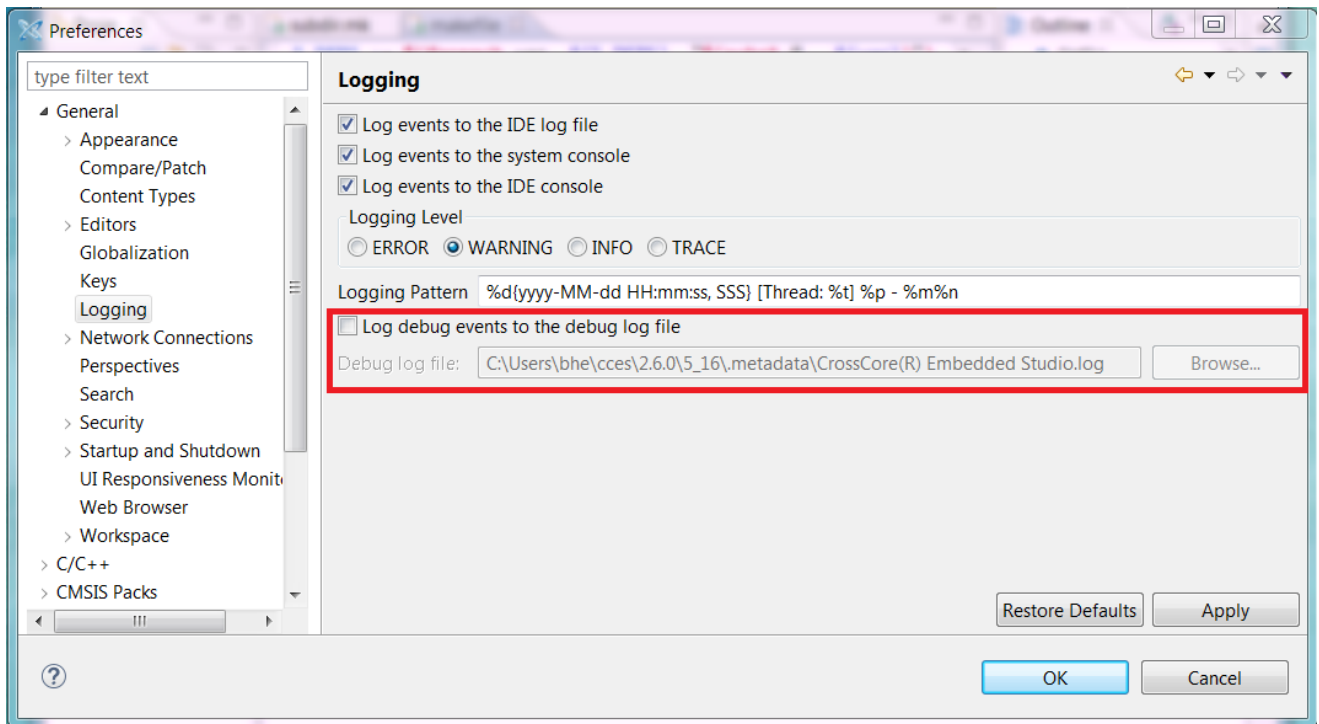 Preferences
type filter text
General
Appearance
Compare/Patch
Content Types
Editors
Globalization
Keys
Logging
Network Connections
Perspectives
Search
Security
Startup and Shutdown
UI Responsiveness Monit
Web Browser
Workspace
C/C++
CMSIS Packs
Logging
Log events to the IDE log file
Log events to the system console
Log events to the IDE console
Logging Level
ERROR WARNING INFO TRACE
Logging Pattern %d{yyyy-MM-dd HH:mm:ss, SSS} [Thread: %t] %p - %m%n
Log debug events to the debug log file
Debug log file: C:\Users\bhe\cces\2.6.0\5_16\.metadata\CrossCore(R) Embedded Studio.log Browse...
Restore Defaults Apply
OK Cancel